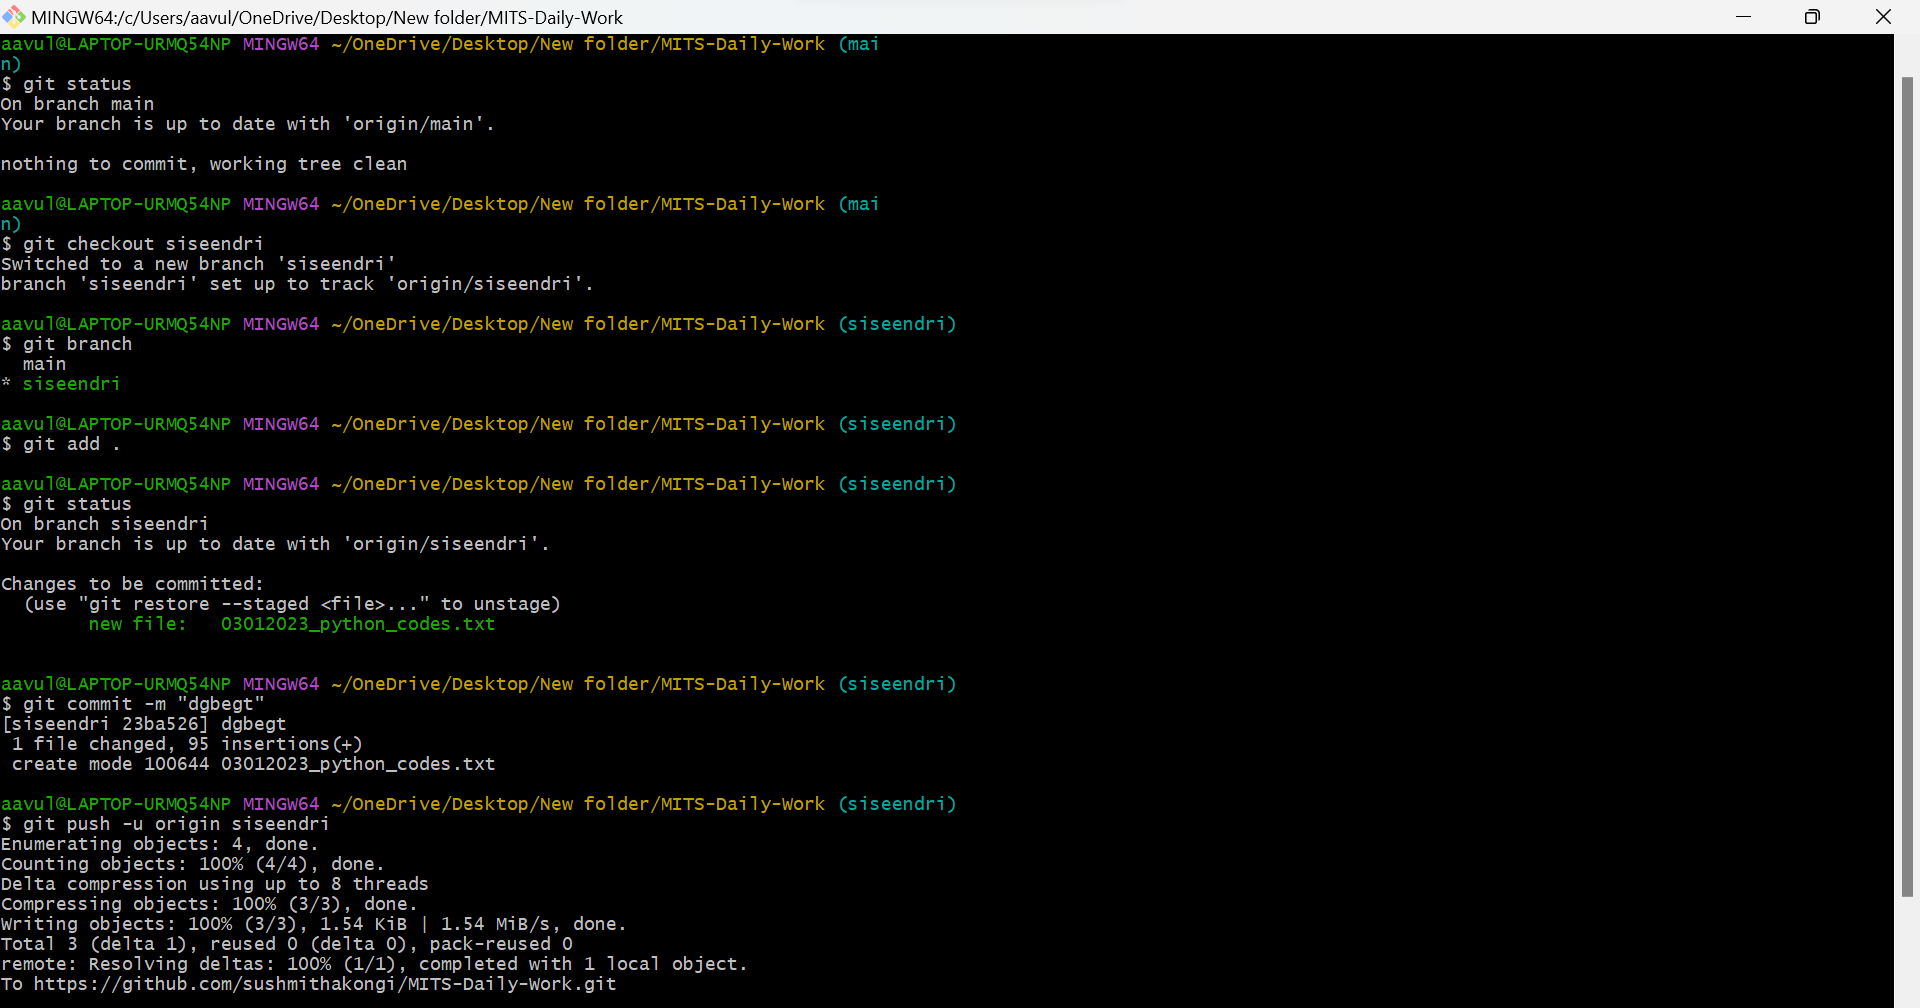 MINGW64:/c/Users/aavul/OneDrive/Desktop/New folder/MITS-Daily-Work
aavul@LAPTOP-URMQ54NP MINGW64 ~/OneDrive/Desktop/New folder/MITS-Daily-Work (mai
n)
$ git status
On branch main
Your branch is up to date with 'origin/main'.
nothing to commit, working tree clean
aavul@LAPTOP-URMQ54NP MINGW64 ~/OneDrive/Desktop/New folder/MITS-Daily-Work (mai
n)
$ git checkout siseendri
Switched to a new branch 'siseendri'
branch 'siseendri' set up to track 'origin/siseendri'.
aavul@LAPTOP-URMQ54NP MINGW64 ~/OneDrive/Desktop/New folder/MITS-Daily-Work (siseendri)
$ git branch
  main
* siseendri
aavul@LAPTOP-URMQ54NP MINGW64 ~/OneDrive/Desktop/New folder/MITS-Daily-Work (siseendri)
$ git add .
aavul@LAPTOP-URMQ54NP MINGW64 ~/OneDrive/Desktop/New folder/MITS-Daily-Work (siseendri)
$ git status
On branch siseendri
Your branch is up to date with 'origin/siseendri'.
Changes to be committed:
  (use "git restore --staged <file>..." to unstage)
        new file:   03012023_python_codes.txt
aavul@LAPTOP-URMQ54NP MINGW64 ~/OneDrive/Desktop/New folder/MITS-Daily-Work (siseendri)
$ git commit -m "dgbegt"
[siseendri 23ba526] dgbegt
 1 file changed, 95 insertions(+)
 create mode 100644 03012023_python_codes.txt
aavul@LAPTOP-URMQ54NP MINGW64 ~/OneDrive/Desktop/New folder/MITS-Daily-Work (siseendri)
$ git push -u origin siseendri
Enumerating objects: 4, done.
Counting objects: 100% (4/4), done.
Delta compression using up to 8 threads
Compressing objects: 100% (3/3), done.
Writing objects: 100% (3/3), 1.54 KiB | 1.54 MiB/s, done.
Total 3 (delta 1), reused 0 (delta 0), pack-reused 0
remote: Resolving deltas: 100% (1/1), completed with 1 local object.
To https://github.com/sushmithakongi/MITS-Daily-Work.git